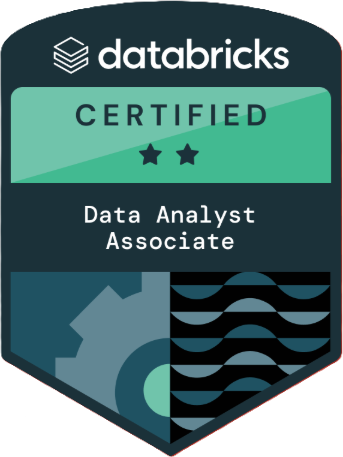 databricks
CERTIFIED
Data Analyst
Associate